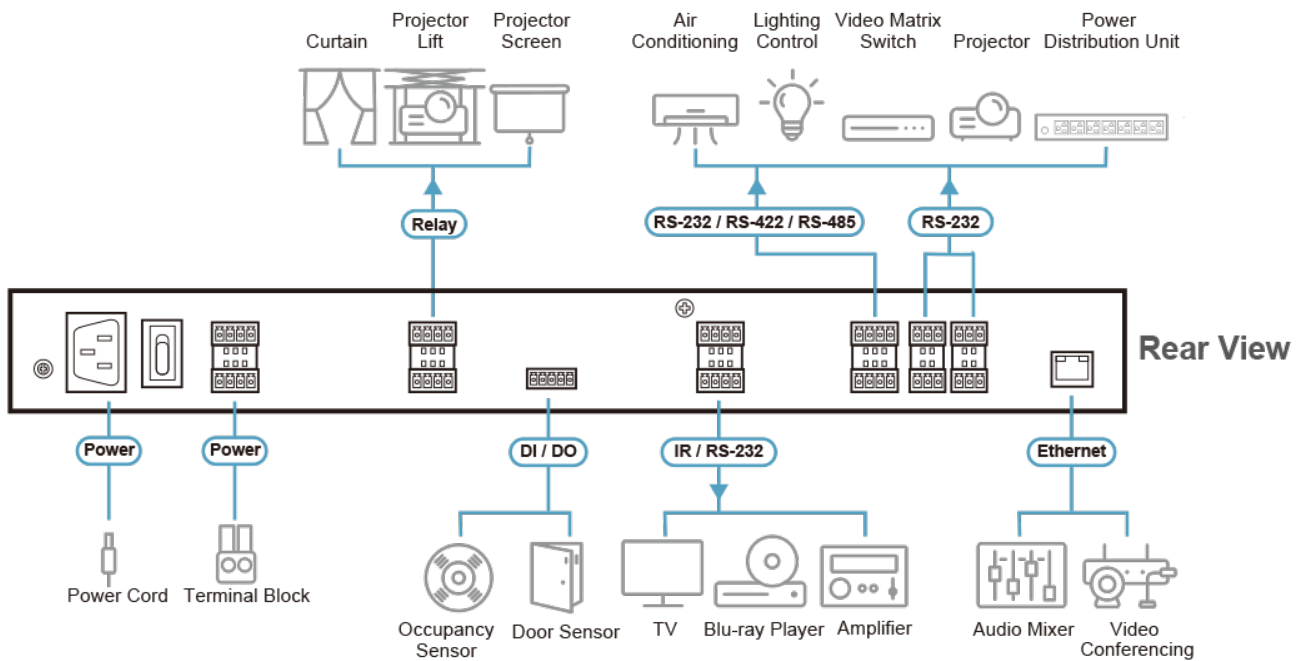 Curtain
Projector
Lift
Projector
Screen
Air
Conditioning
Lighting
Control
Video Matrix
Switch
Projector
Power
Distribution Unit
Relay
RS-232 / RS-422 / RS-485
RS-232
Rear View
Power
Power
DI / DO
IR / RS-232
Ethernet
Power Cord
Terminal Block
Occupancy
Sensor
Door Sensor
TV
Blu-ray Player
Amplifier
Audio Mixer
Video
Conferencing